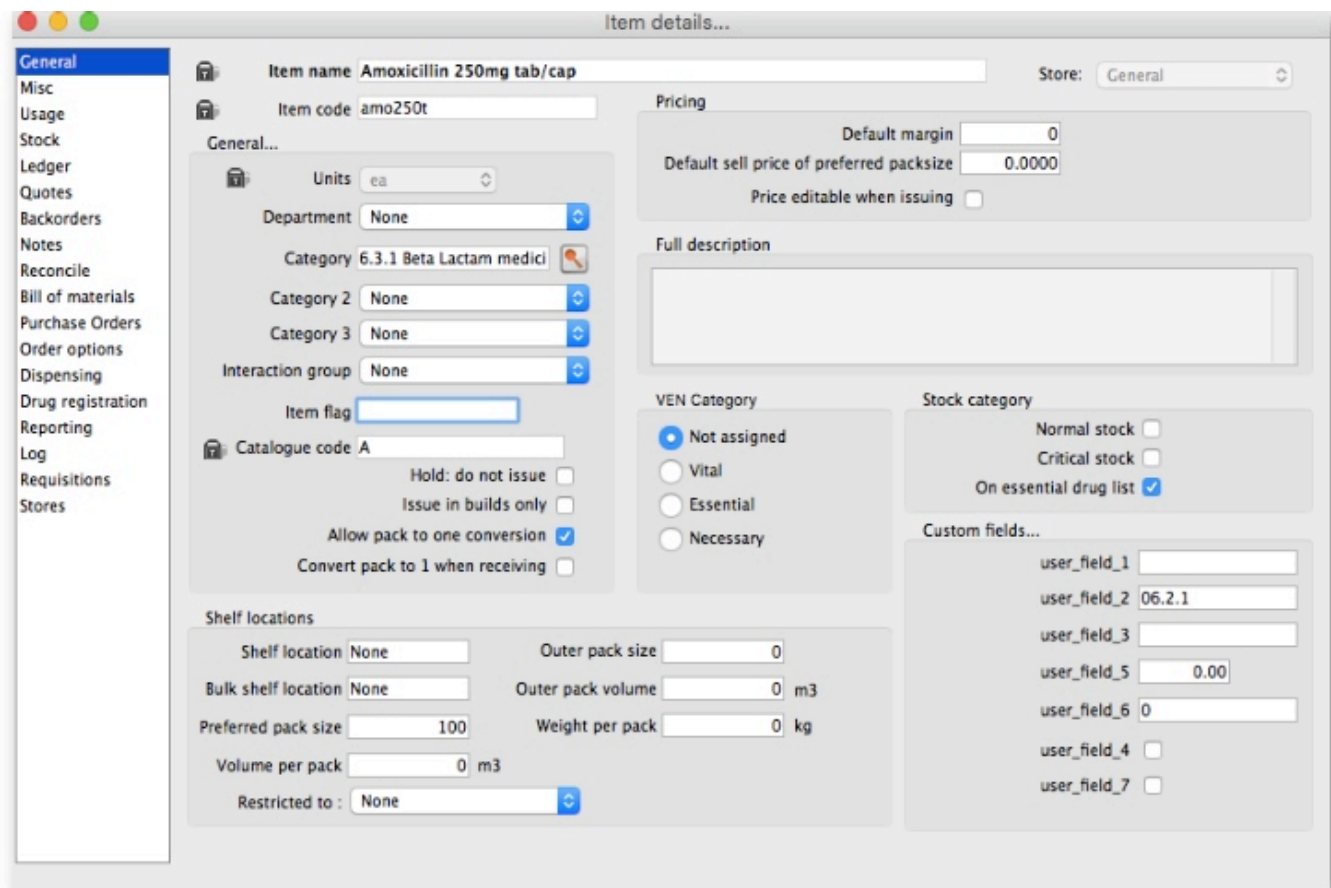 Item details...
General
Misc
Usage
Stock
Ledger
Quotes
Backorders
Notes
Reconcile
Bill of materials
Purchase Orders
Order options
Dispensing
Drug registration
Reporting
Log
Requisitions
Stores
Item name Amoxicillin 250mg tab/cap
Store: General
Item code amo250t
General...
Units ea
Department None
Category 6.3.1 Beta Lactam medici
Category 2 None
Category 3 None
Interaction group None
Item flag
Catalogue code A
Hold: do not issue
Issue in builds only
Allow pack to one conversion
Convert pack to 1 when receiving
Pricing
Default margin 0
Default sell price of preferred packsize 0.0000
Price editable when issuing
Full description
VEN Category
Not assigned
Vital
Essential
Necessary
Stock category
Normal stock
Critical stock
On essential drug list
Custom fields...
user_field_1
user_field_2 06.2.1
user_field_3
user_field_5 0.00
user_field_6 0
user_field_4
user_field_7
Shelf locations
Shelf location None
Bulk shelf location None
Preferred pack size 100
Volume per pack 0 m3
Restricted to : None
Outer pack size 0
Outer pack volume 0 m3
Weight per pack 0 kg